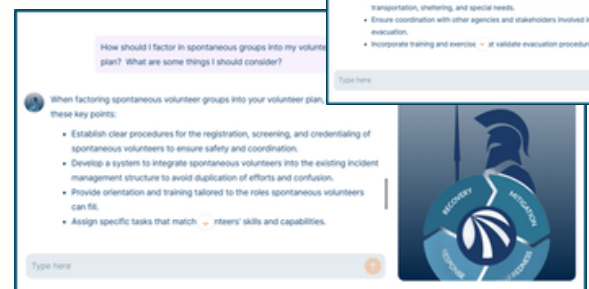 transportation, sheltering, and special needs.
Ensure coordination with other agencies and stakeholders involved i
evacuation.
Incorporate training and exercise at validate evacuation procedure
Type here
How should I factor in spontaneous groups into my volunte
plan? What are some things I should consider?
When factoring spontaneous volunteer groups into your volunteer plan,
these key points:
Establish clear procedures for the registration, screening, and credentialing of
spontaneous volunteers to ensure safety and coordination.
Develop a system to integrate spontaneous volunteers into the existing incident
management structure to avoid duplication of efforts and confusion.
Provide orientation and training tailored to the roles spontaneous volunteers
can fill.
Assign specific tasks that match nteers' skills and capabilities.
Type here
RECOVERY
MITIGATION
RESPONSE